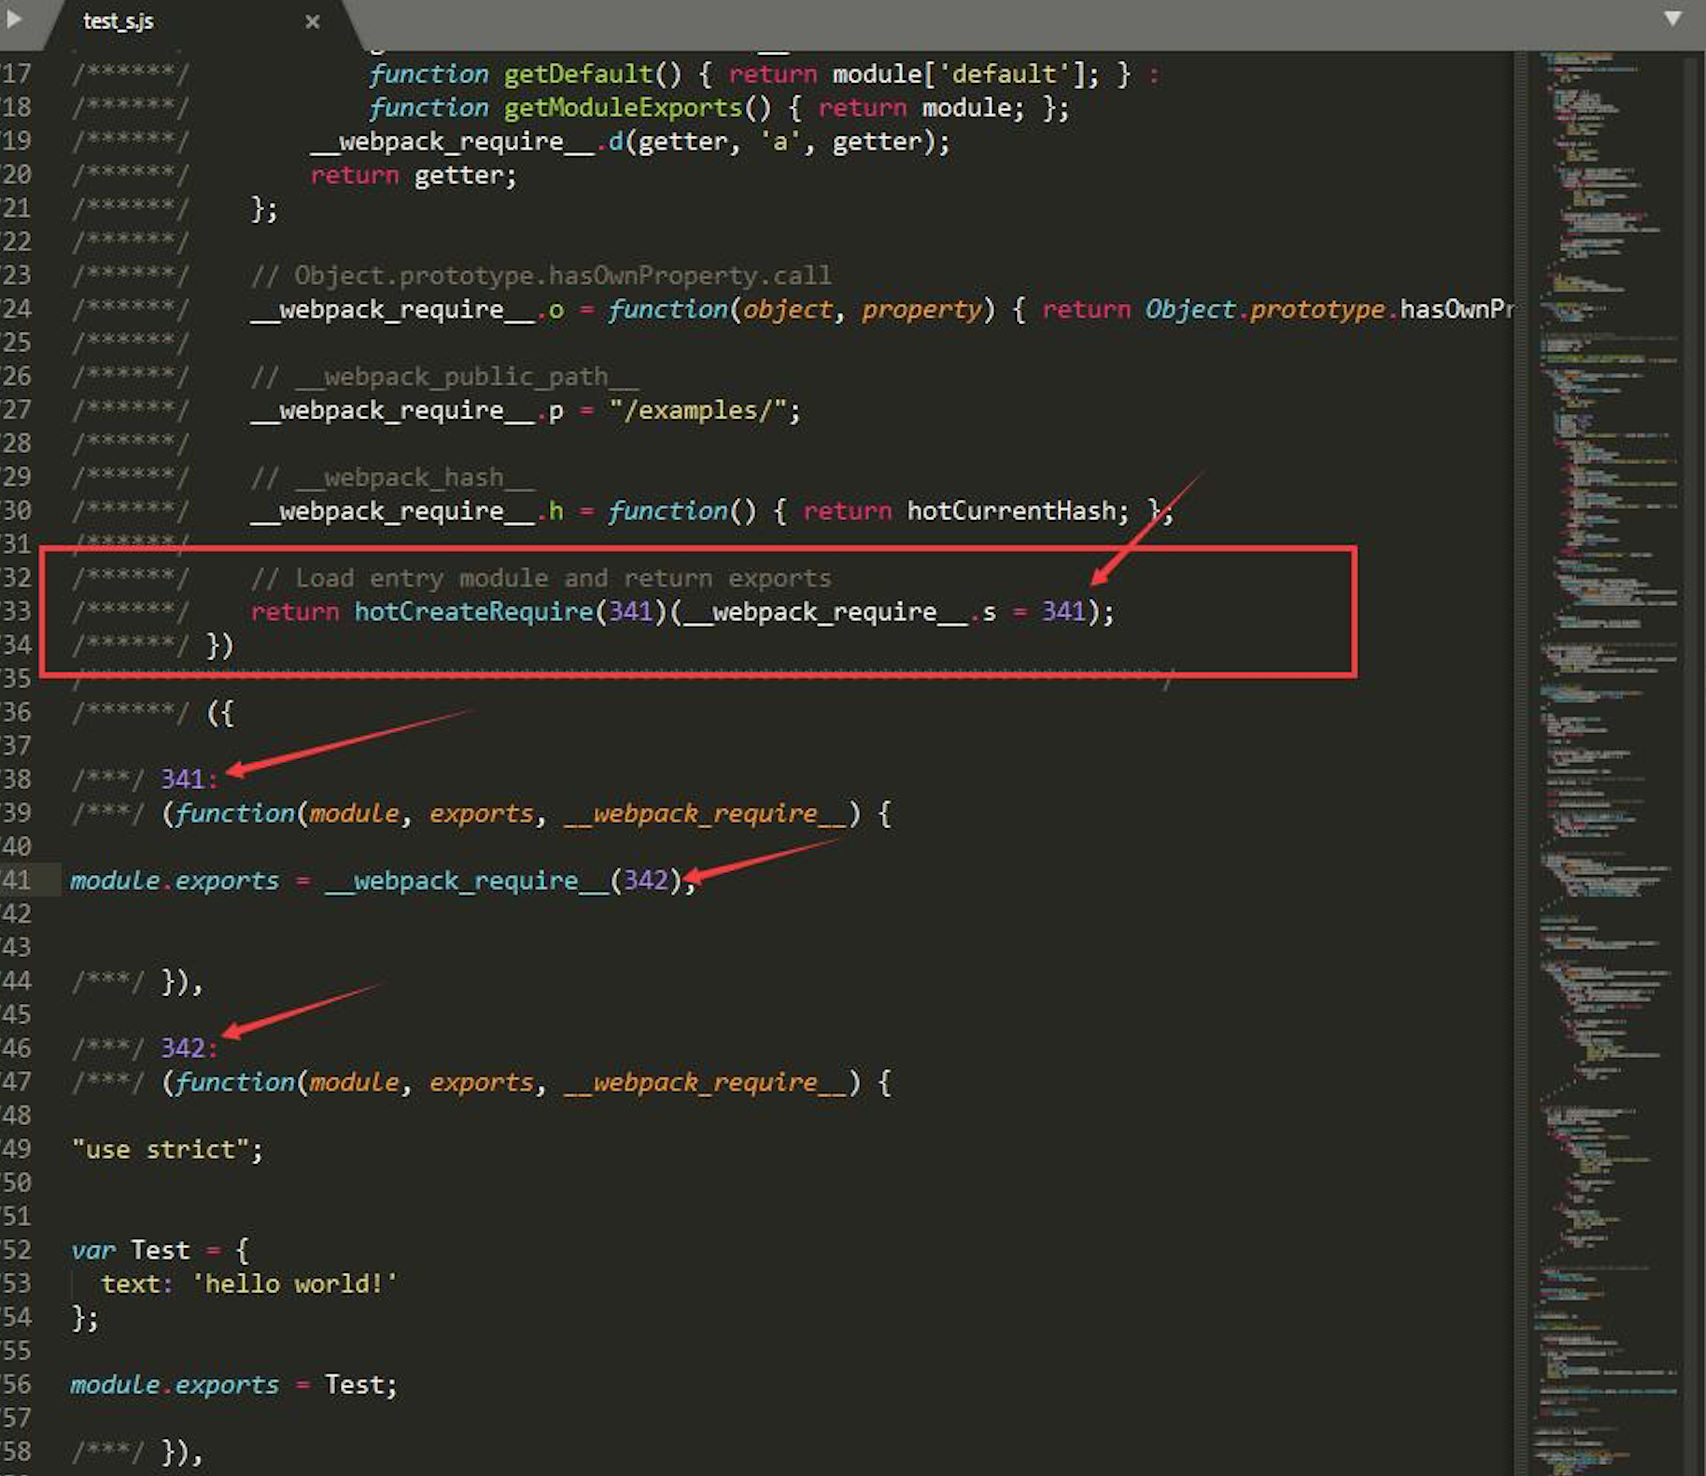 test_s.js ×
17 /******/ function getDefault() { return module['default']; } :
18 /******/ function getModuleExports() { return module; };
19 /******/ __webpack_require__.d(getter, 'a', getter);
20 /******/ return getter;
21 /******/ };
22 /******/
23 /******/ // Object.prototype.hasOwnProperty.call
24 /******/ __webpack_require__.o = function(object, property) { return Object.prototype.hasOwnPr
25 /******/
26 /******/ // __webpack_public_path__
27 /******/ __webpack_require__.p = "/examples/";
28 /******/
29 /******/ // __webpack_hash__
30 /******/ __webpack_require__.h = function() { return hotCurrentHash; };
31 /******/
32 /******/ // Load entry module and return exports
33 /******/ return hotCreateRequire(341)(__webpack_require__.s = 341);
34 /******/ })
35
36 /******/ ({
37
38 /***/ 341:
39 /***/ (function(module, exports, __webpack_require__) {
40
41 module.exports = __webpack_require__(342);
42
43
44 /***/ }),
45
46 /***/ 342:
47 /***/ (function(module, exports, __webpack_require__) {
48
49 "use strict";
50
51
52 var Test = {
53 text: 'hello world!'
54 };
55
56 module.exports = Test;
57
58 /***/ }),